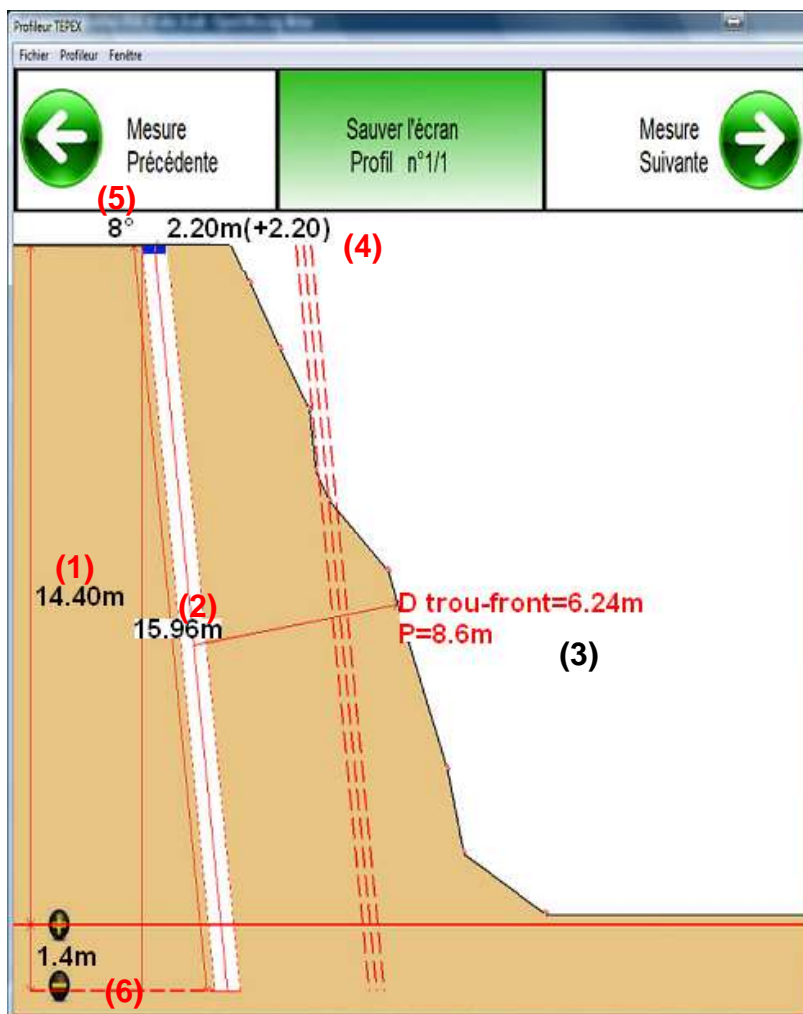 Profileur TEPEX
Fichier Profileur Fenêtre
Mesure
Précédente
Sauver l'écran
Profil n°1/1
Mesure
Suivante
(5)
8° 2.20m(+2.20)
(4)
(1)
14.40m
(2)
15.96m
D trou-front=6.24m
P=8.6m
(3)
1.4m
(6)